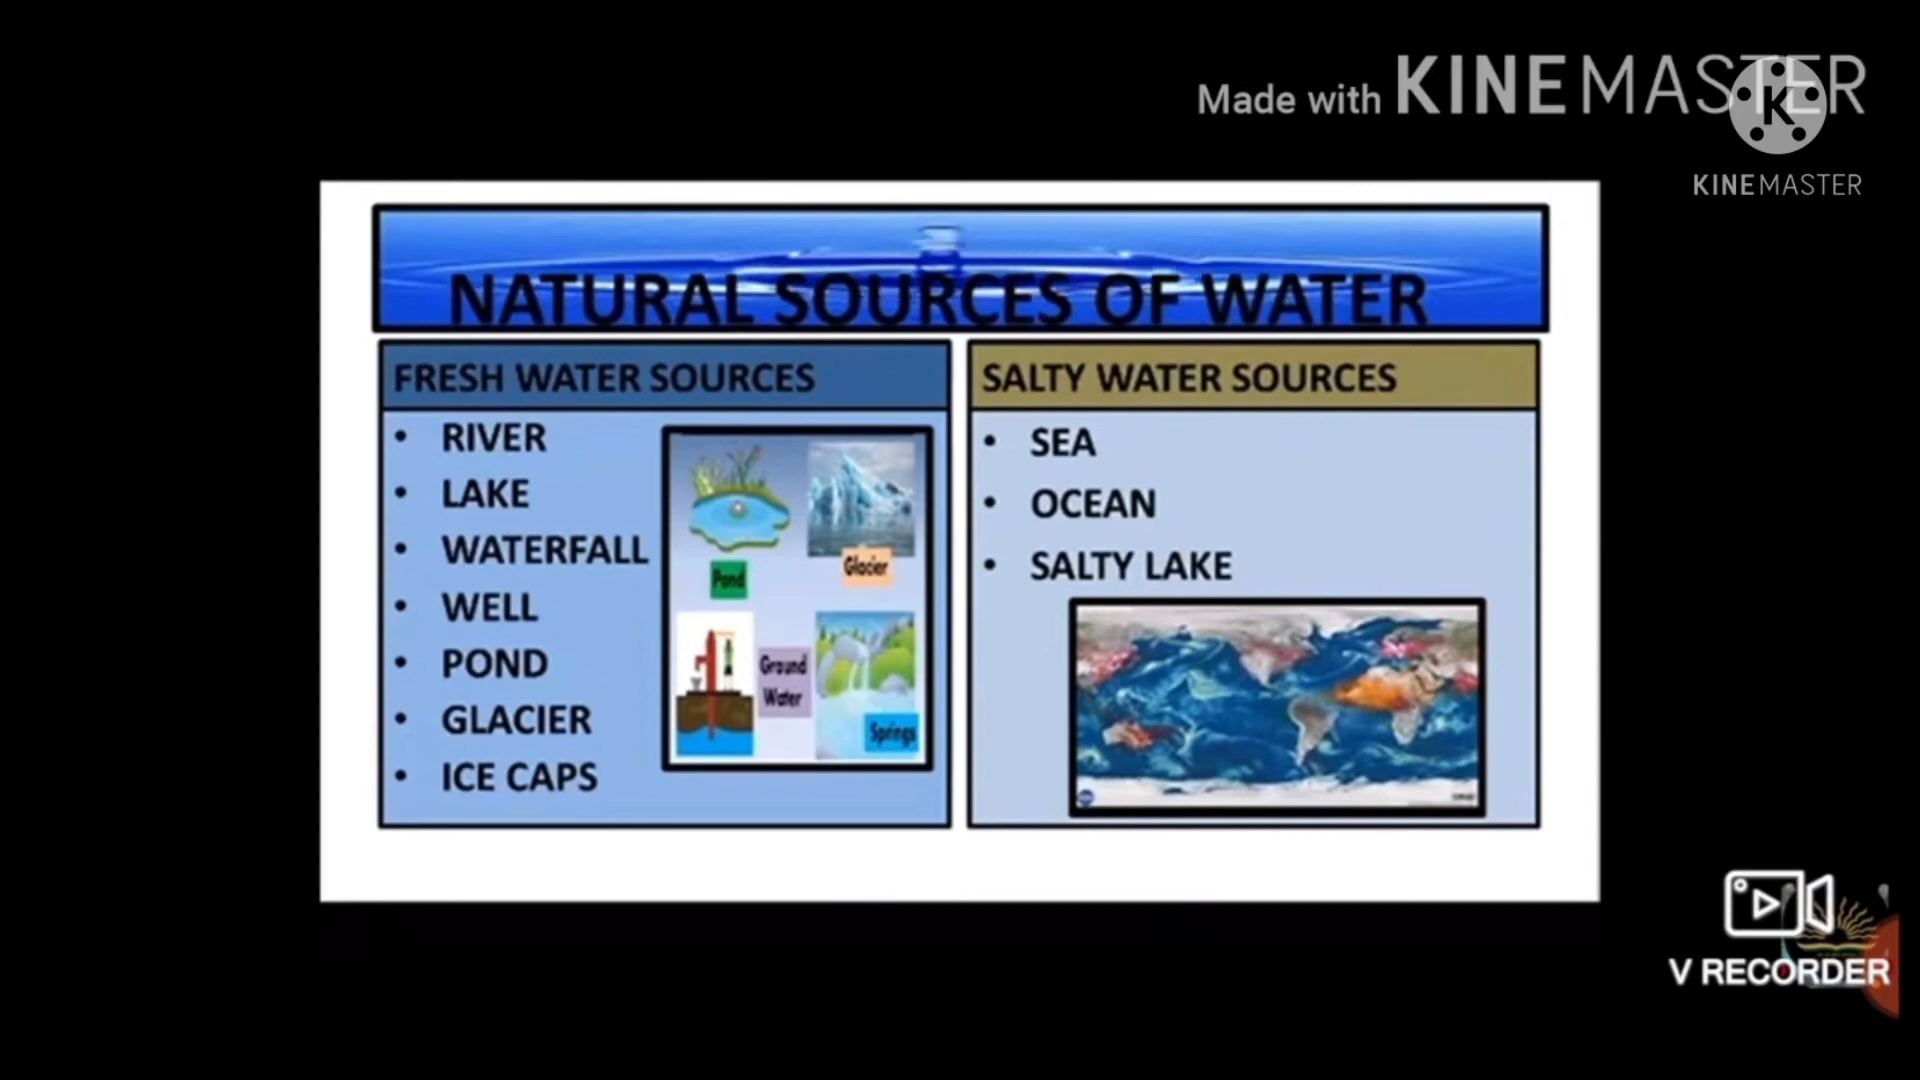 Made with KINEMASTER
KINEMASTER
NATURAL SOURCES OF WATER
FRESH WATER SOURCES
• RIVER
• LAKE
• WATERFALL
• WELL
• POND
• GLACIER
• ICE CAPS
Pond
Glacier
Ground
Water
Springs
SALTY WATER SOURCES
• SEA
• OCEAN
• SALTY LAKE
V RECORDER